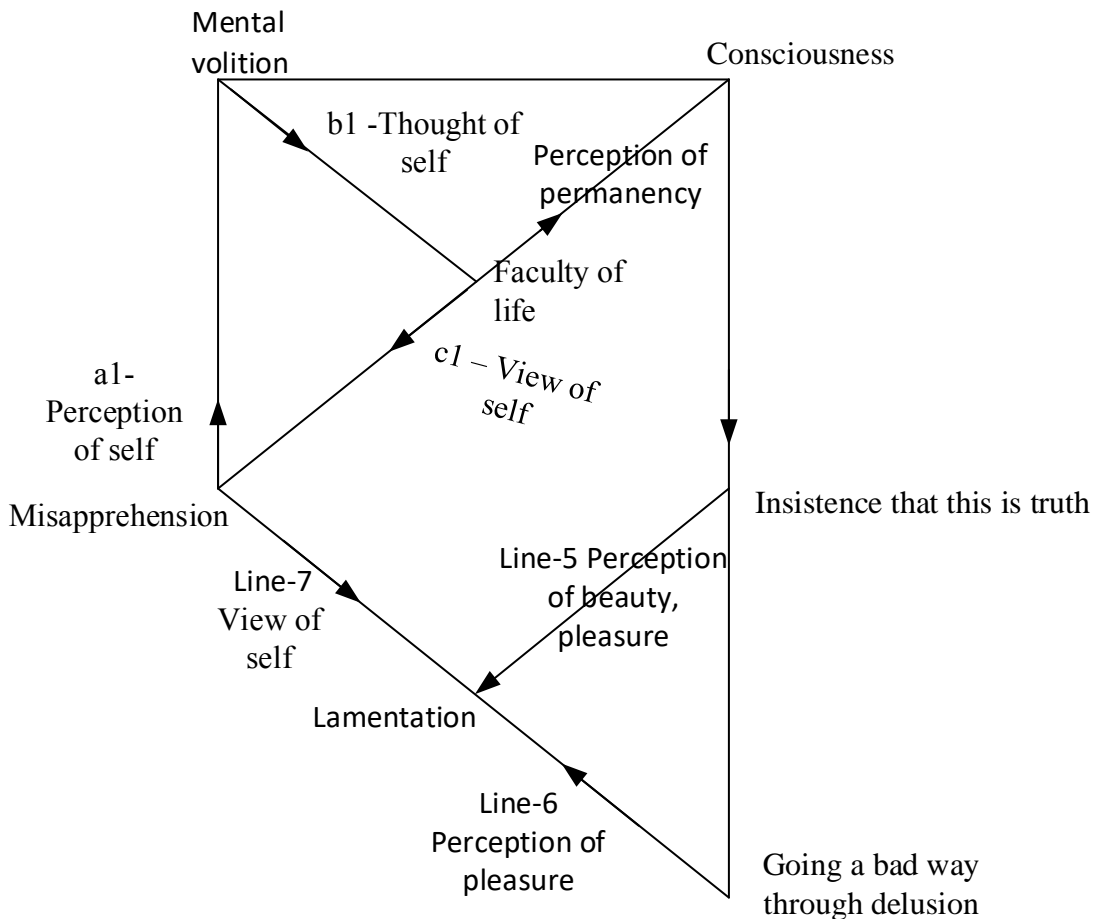 Mental
volition
Consciousness
b1 -Thought of
self
Perception of
permanency
Faculty of
life
c1 – View of
self
a1-
Perception
of self
Misapprehension
Insistence that this is truth
Line-5 Perception
of beauty,
pleasure
Line-7
View of
self
Lamentation
Line-6
Perception of
pleasure
Going a bad way
through delusion